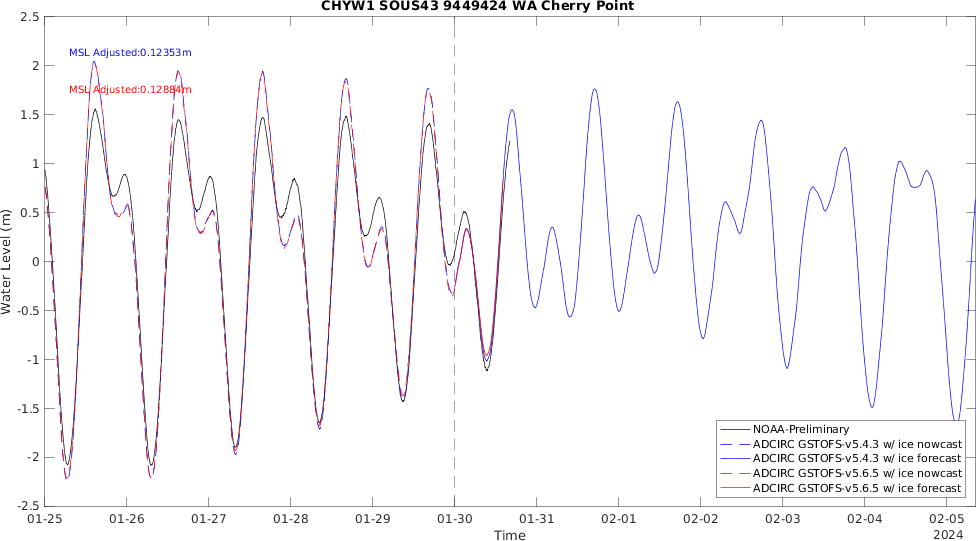 CHYW1 SOUS43 9449424 WA Cherry Point
MSL Adjusted:0.12353m
MSL Adjusted:0.12884m
Water Level (m)
2.5
2
1.5
1
0.5
0
-0.5
-1
-1.5
-2
-2.5
NOAA-Preliminary
ADCIRC GSTOFS-v5.4.3 w/ ice nowcast
ADCIRC GSTOFS-v5.4.3 w/ ice forecast
ADCIRC GSTOFS-v5.6.5 w/ ice nowcast
ADCIRC GSTOFS-v5.6.5 w/ ice forecast
01-25 01-26 01-27 01-28 01-29 01-30 01-31 02-01 02-02 02-03 02-04 02-05
2024
Time